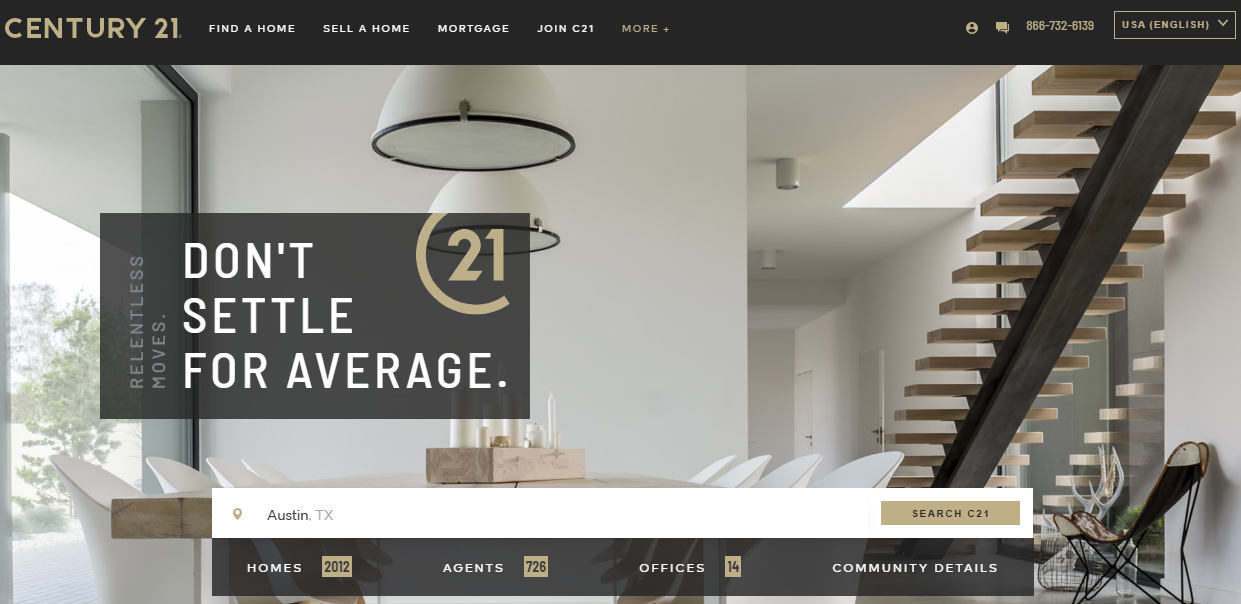 CENTURY 21 FIND A HOME SELL A HOME MORTGAGE JOIN C21 MORE + 866-732-6139 USA (ENGLISH)
RELENTLESS
MOVES.
DON'T
SETTLE
FOR AVERAGE.
21
Austin, TX SEARCH C21
HOMES 2012 AGENTS 726 OFFICES 14 COMMUNITY DETAILS